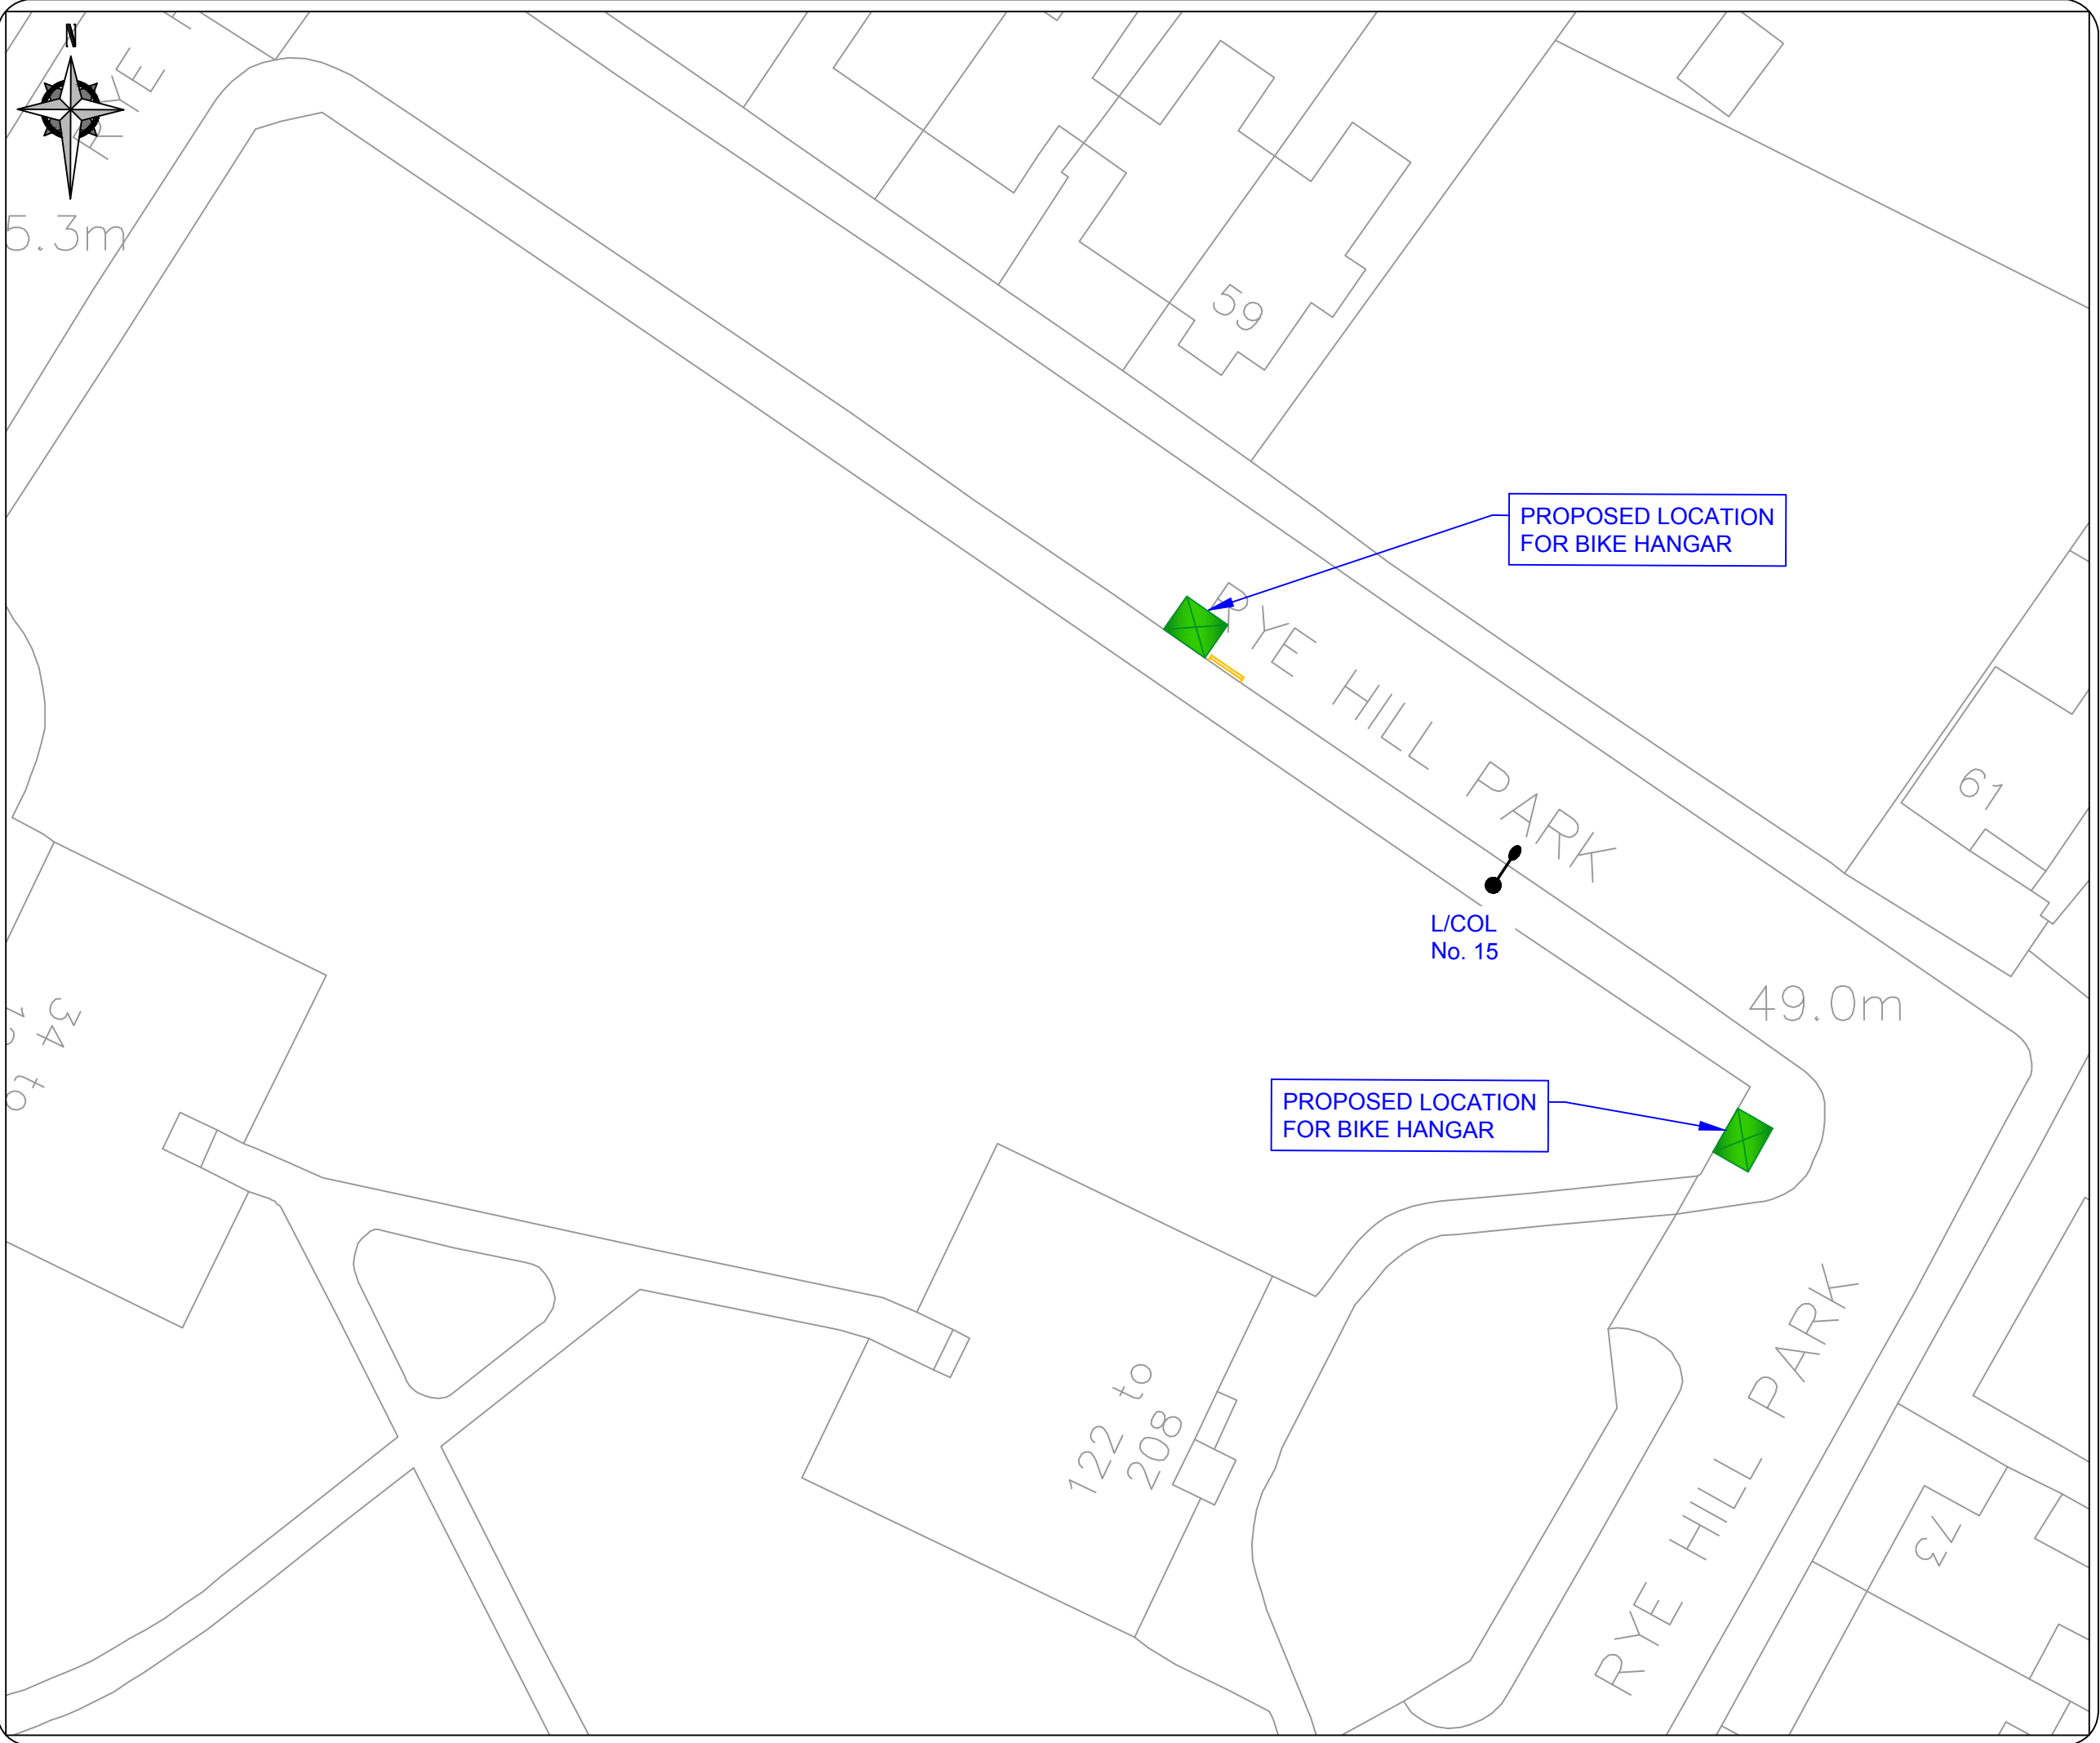 N
RYE
5.3m
59
PROPOSED LOCATION
FOR BIKE HANGAR
RYE HILL PARK
61
L/COL
No. 15
49.0m
34 to
PROPOSED LOCATION
FOR BIKE HANGAR
122 to
208
RYE HILL PARK
73